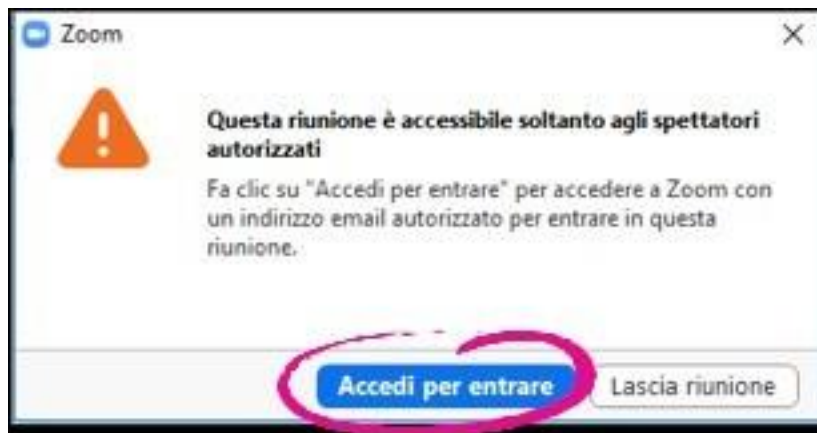 Zoom
Questa riunione è accessibile soltanto agli spettatori
autorizzati
Fa clic su "Accedi per entrare" per accedere a Zoom con
un indirizzo email autorizzato per entrare in questa
riunione.
Accedi per entrare
Lascia riunione